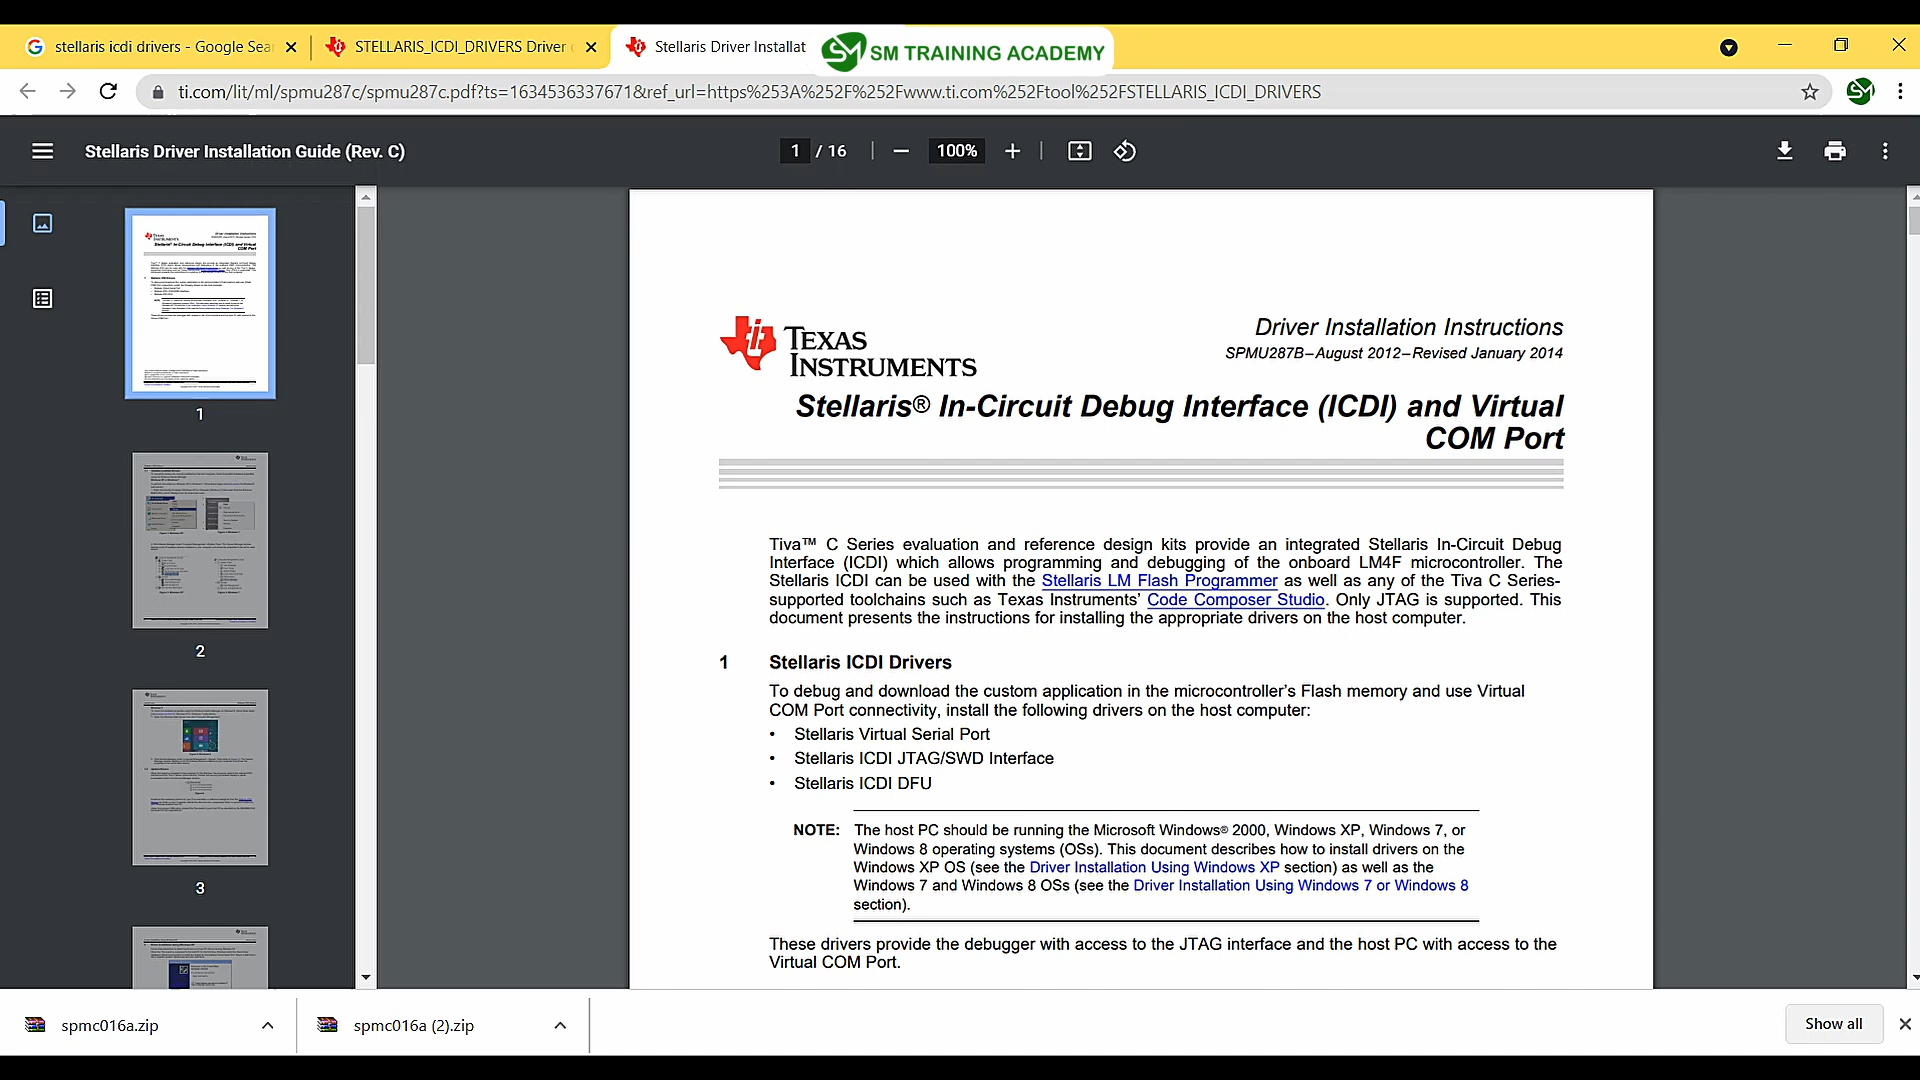 stellaris icdi drivers - Google Sea
STELLARIS_ICDI_DRIVERS Driver
Stellaris Driver Installat
SM TRAINING ACADEMY
ti.com/lit/ml/spmu287c/spmu287c.pdf?ts=1634536337671&ref_url=https%253A%252F%252Fwww.ti.com%252Ftool%252FSTELLARIS_ICDI_DRIVERS
Stellaris Driver Installation Guide (Rev. C)
1 / 16
100%
1
2
3
TEXAS
INSTRUMENTS
Driver Installation Instructions
SPMU287B–August 2012–Revised January 2014
Stellaris® In-Circuit Debug Interface (ICDI) and Virtual
COM Port
Tiva™ C Series evaluation and reference design kits provide an integrated Stellaris In-Circuit Debug
Interface (ICDI) which allows programming and debugging of the onboard LM4F microcontroller. The
Stellaris ICDI can be used with the Stellaris LM Flash Programmer as well as any of the Tiva C Series-
supported toolchains such as Texas Instruments' Code Composer Studio. Only JTAG is supported. This
document presents the instructions for installing the appropriate drivers on the host computer.
1 Stellaris ICDI Drivers
To debug and download the custom application in the microcontroller's Flash memory and use Virtual
COM Port connectivity, install the following drivers on the host computer:
• Stellaris Virtual Serial Port
• Stellaris ICDI JTAG/SWD Interface
• Stellaris ICDI DFU
NOTE: The host PC should be running the Microsoft Windows® 2000, Windows XP, Windows 7, or
Windows 8 operating systems (OSs). This document describes how to install drivers on the
Windows XP OS (see the Driver Installation Using Windows XP section) as well as the
Windows 7 and Windows 8 OSs (see the Driver Installation Using Windows 7 or Windows 8
section).
These drivers provide the debugger with access to the JTAG interface and the host PC with access to the
Virtual COM Port.
spmc016a.zip
spmc016a (2).zip
Show all